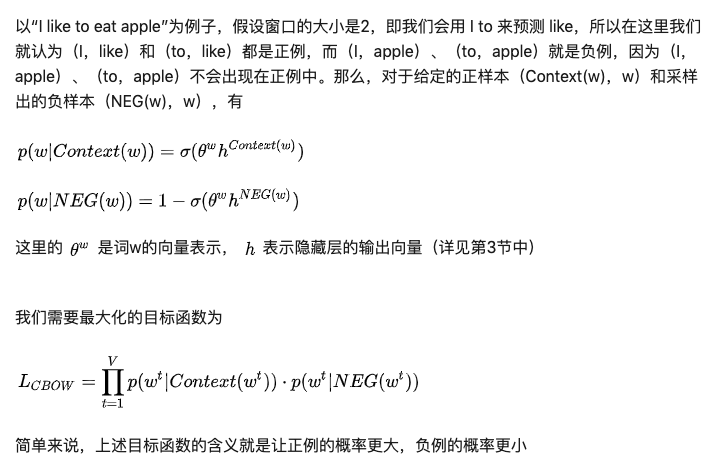 以“I like to eat apple”为例子，假设窗口的大小是2，即我们会用 I to 来预测 like，所以在这里我们
就认为（I，like）和（to，like）都是正例，而（I，apple）、（to，apple）就是负例，因为（I，
apple）、（to，apple）不会出现在正例中。那么，对于给定的正样本（Context(w)，w）和采样
出的负样本（NEG(w)，w）, 有
p(w|Context(w)) = σ(θ^w h^{Context(w)})
p(w|NEG(w)) = 1 − σ(θ^w h^{NEG(w)})
这里的 θ^w 是词w的向量表示， h 表示隐藏层的输出向量（详见第3节中）
我们需要最大化的目标函数为
L_{CBOW} = ∏_{t=1}^{V} p(w^t|Context(w^t)) · p(w^t|NEG(w^t))
简单来说，上述目标函数的含义就是让正例的概率更大，负例的概率更小